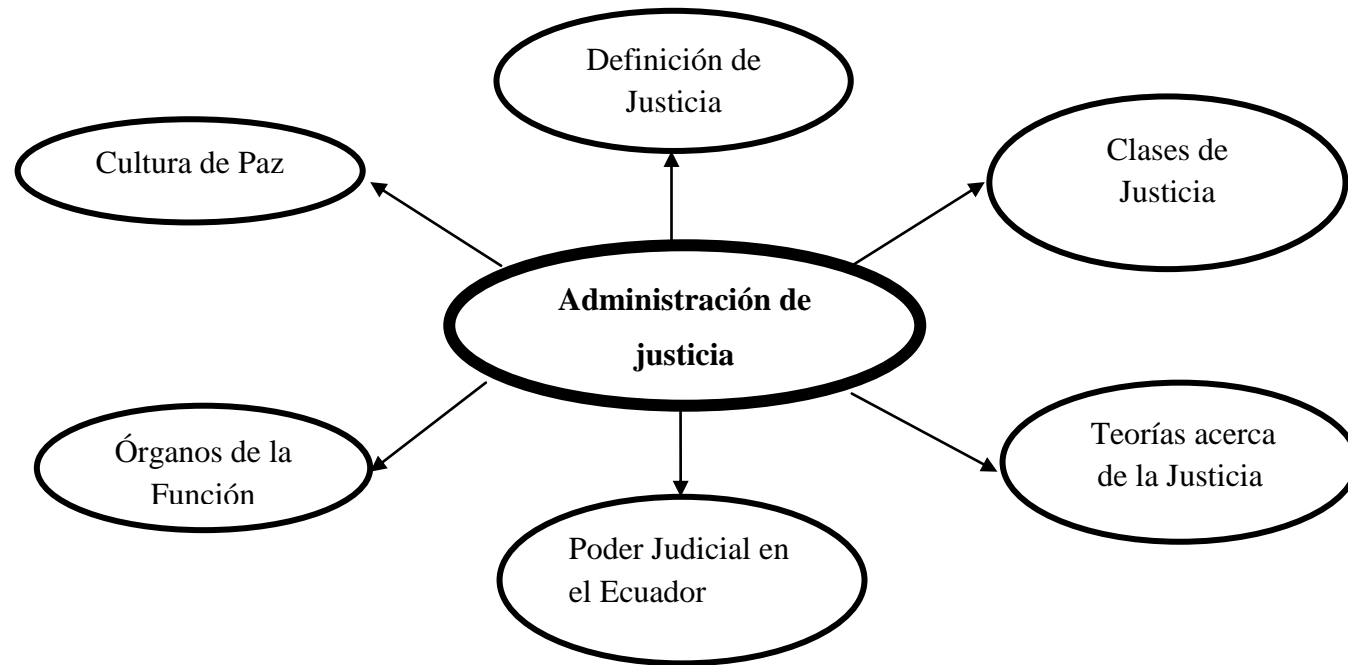 Definición de
Justicia
Cultura de Paz
Clases de
Justicia
Administración de
justicia
Órganos de la
Función
Teorías acerca
de la Justicia
Poder Judicial en
el Ecuador